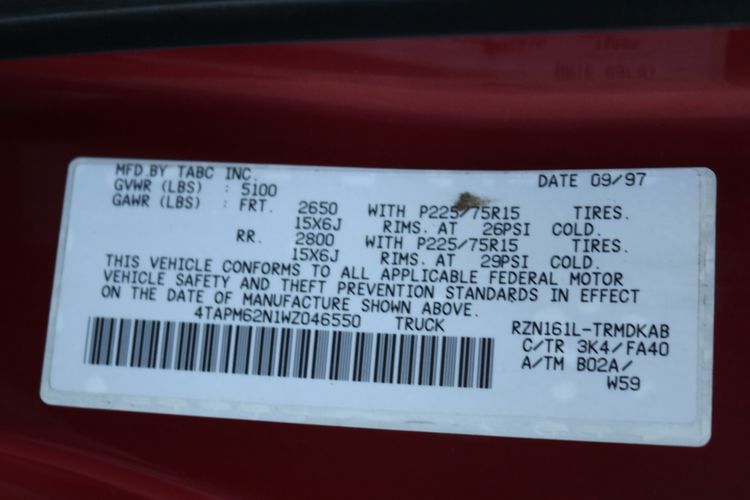 MFD.BY TABC INC. DATE 09/97
GVWR (LBS) : 5100
GAWR (LBS) : FRT. 2650 WITH P225/75R15 TIRES.
15X6J RIMS. AT 26PSI COLD.
RR. 2800 WITH P225/75R15 TIRES.
15X6J RIMS. AT 29PSI COLD.
THIS VEHICLE CONFORMS TO ALL APPLICABLE FEDERAL MOTOR
VEHICLE SAFETY AND THEFT PREVENTION STANDARDS IN EFFECT
ON THE DATE OF MANUFACTURE SHOWN ABOVE.
4TAPM62N1WZ046550 TRUCK RZN161L-TRMDKAB
C/TR 3K4/FA40
A/TM B02A/
W59